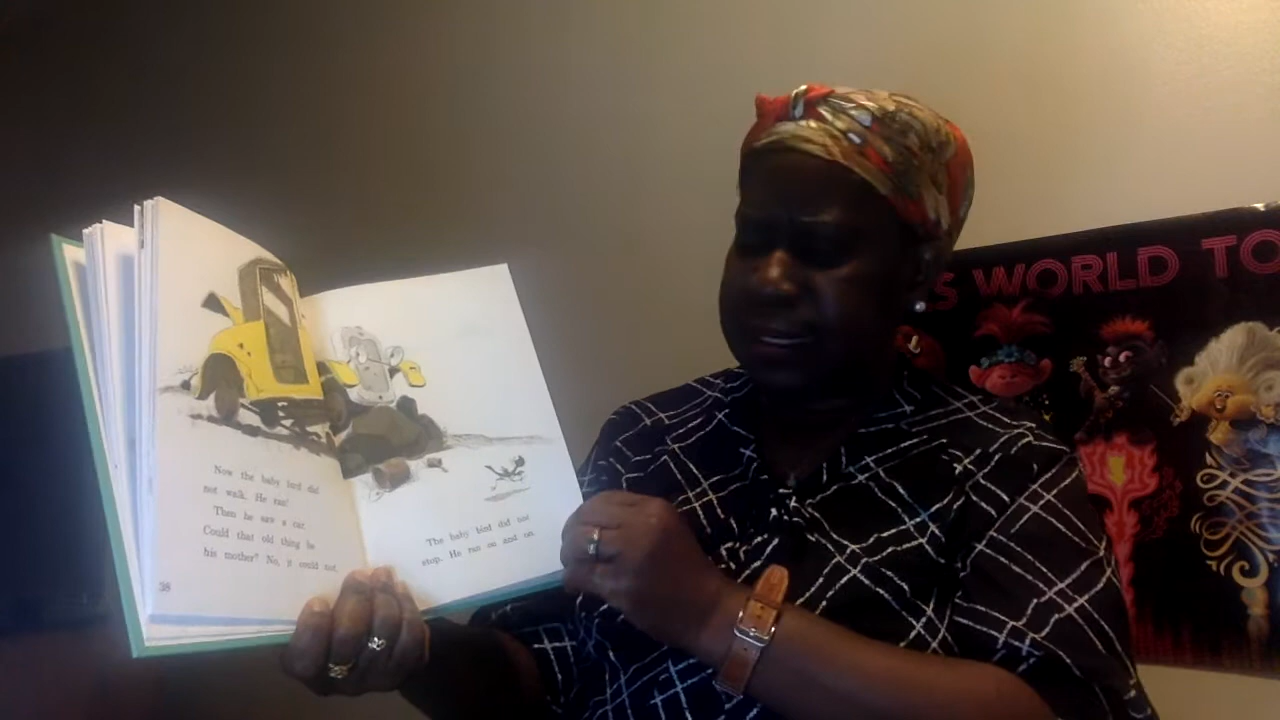 Now the baby bird did
not walk. He ran!
Then he saw a car.
Could that old thing be
his mother? No, it could not.
38
The baby bird did not
stop. He ran on and on.
S WORLD TO